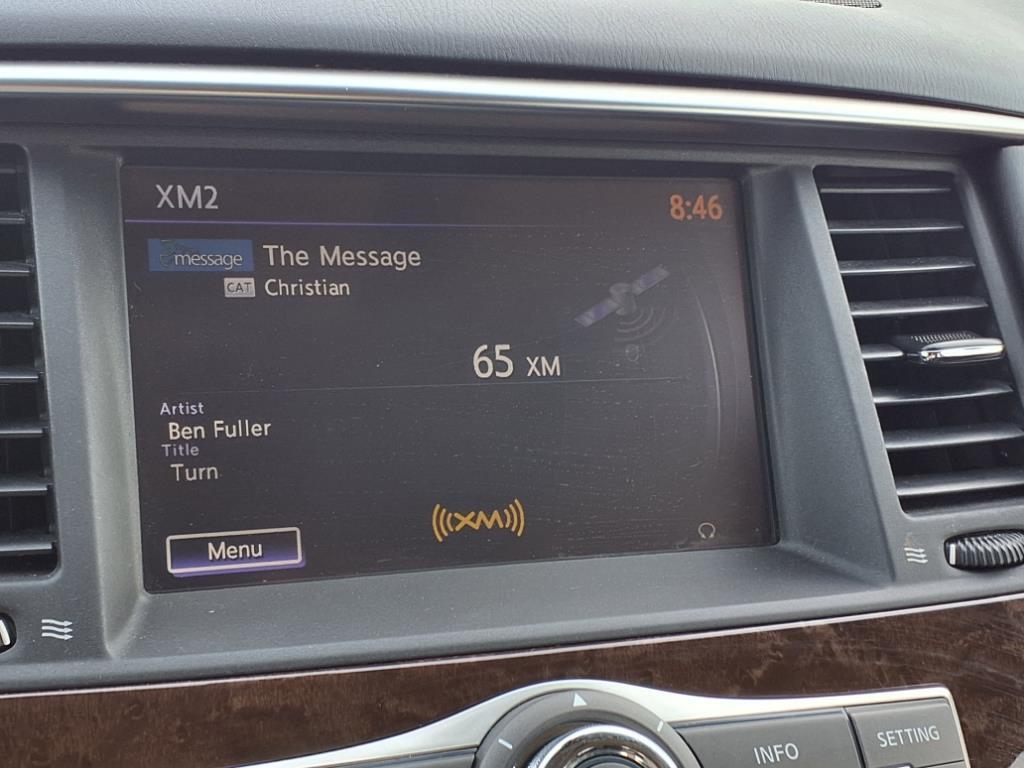 XM2
8:46
message
The Message
CAT Christian
65 XM
Artist
Ben Fuller
Title
Turn
((XM))
Menu
INFO
SETTING